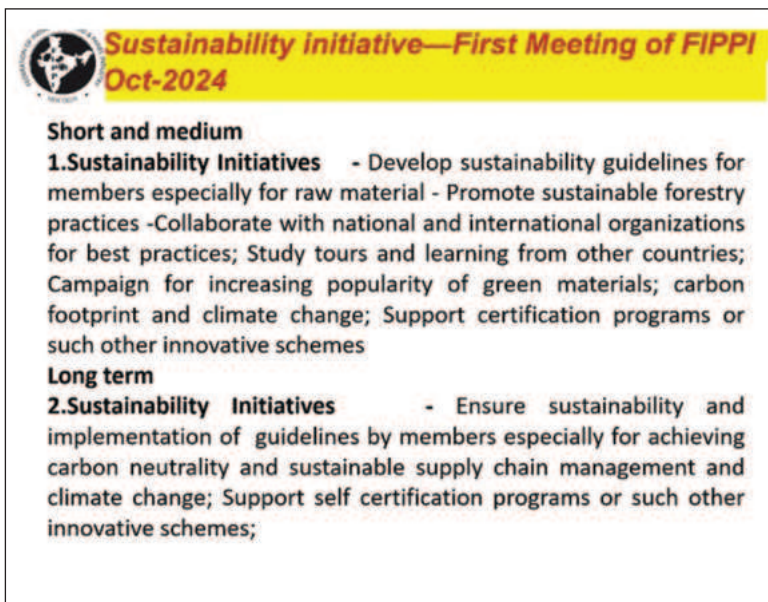 Sustainability initiative—First Meeting of FIPPI
Oct-2024
Short and medium
1.Sustainability Initiatives - Develop sustainability guidelines for
members especially for raw material - Promote sustainable forestry
practices -Collaborate with national and international organizations
for best practices; Study tours and learning from other countries;
Campaign for increasing popularity of green materials; carbon
footprint and climate change; Support certification programs or
such other innovative schemes
Long term
2.Sustainability Initiatives - Ensure sustainability and
implementation of guidelines by members especially for achieving
carbon neutrality and sustainable supply chain management and
climate change; Support self certification programs or such other
innovative schemes;